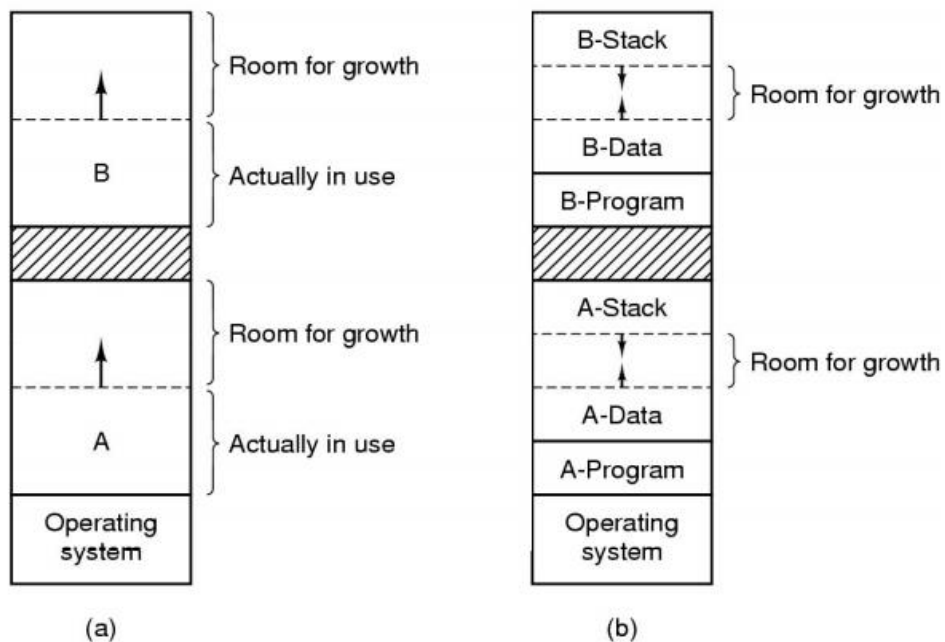 Room for growth
B
Actually in use
Room for growth
A
Actually in use
Operating
system
(a)
B-Stack
Room for growth
B-Data
B-Program
A-Stack
Room for growth
A-Data
A-Program
Operating
system
(b)